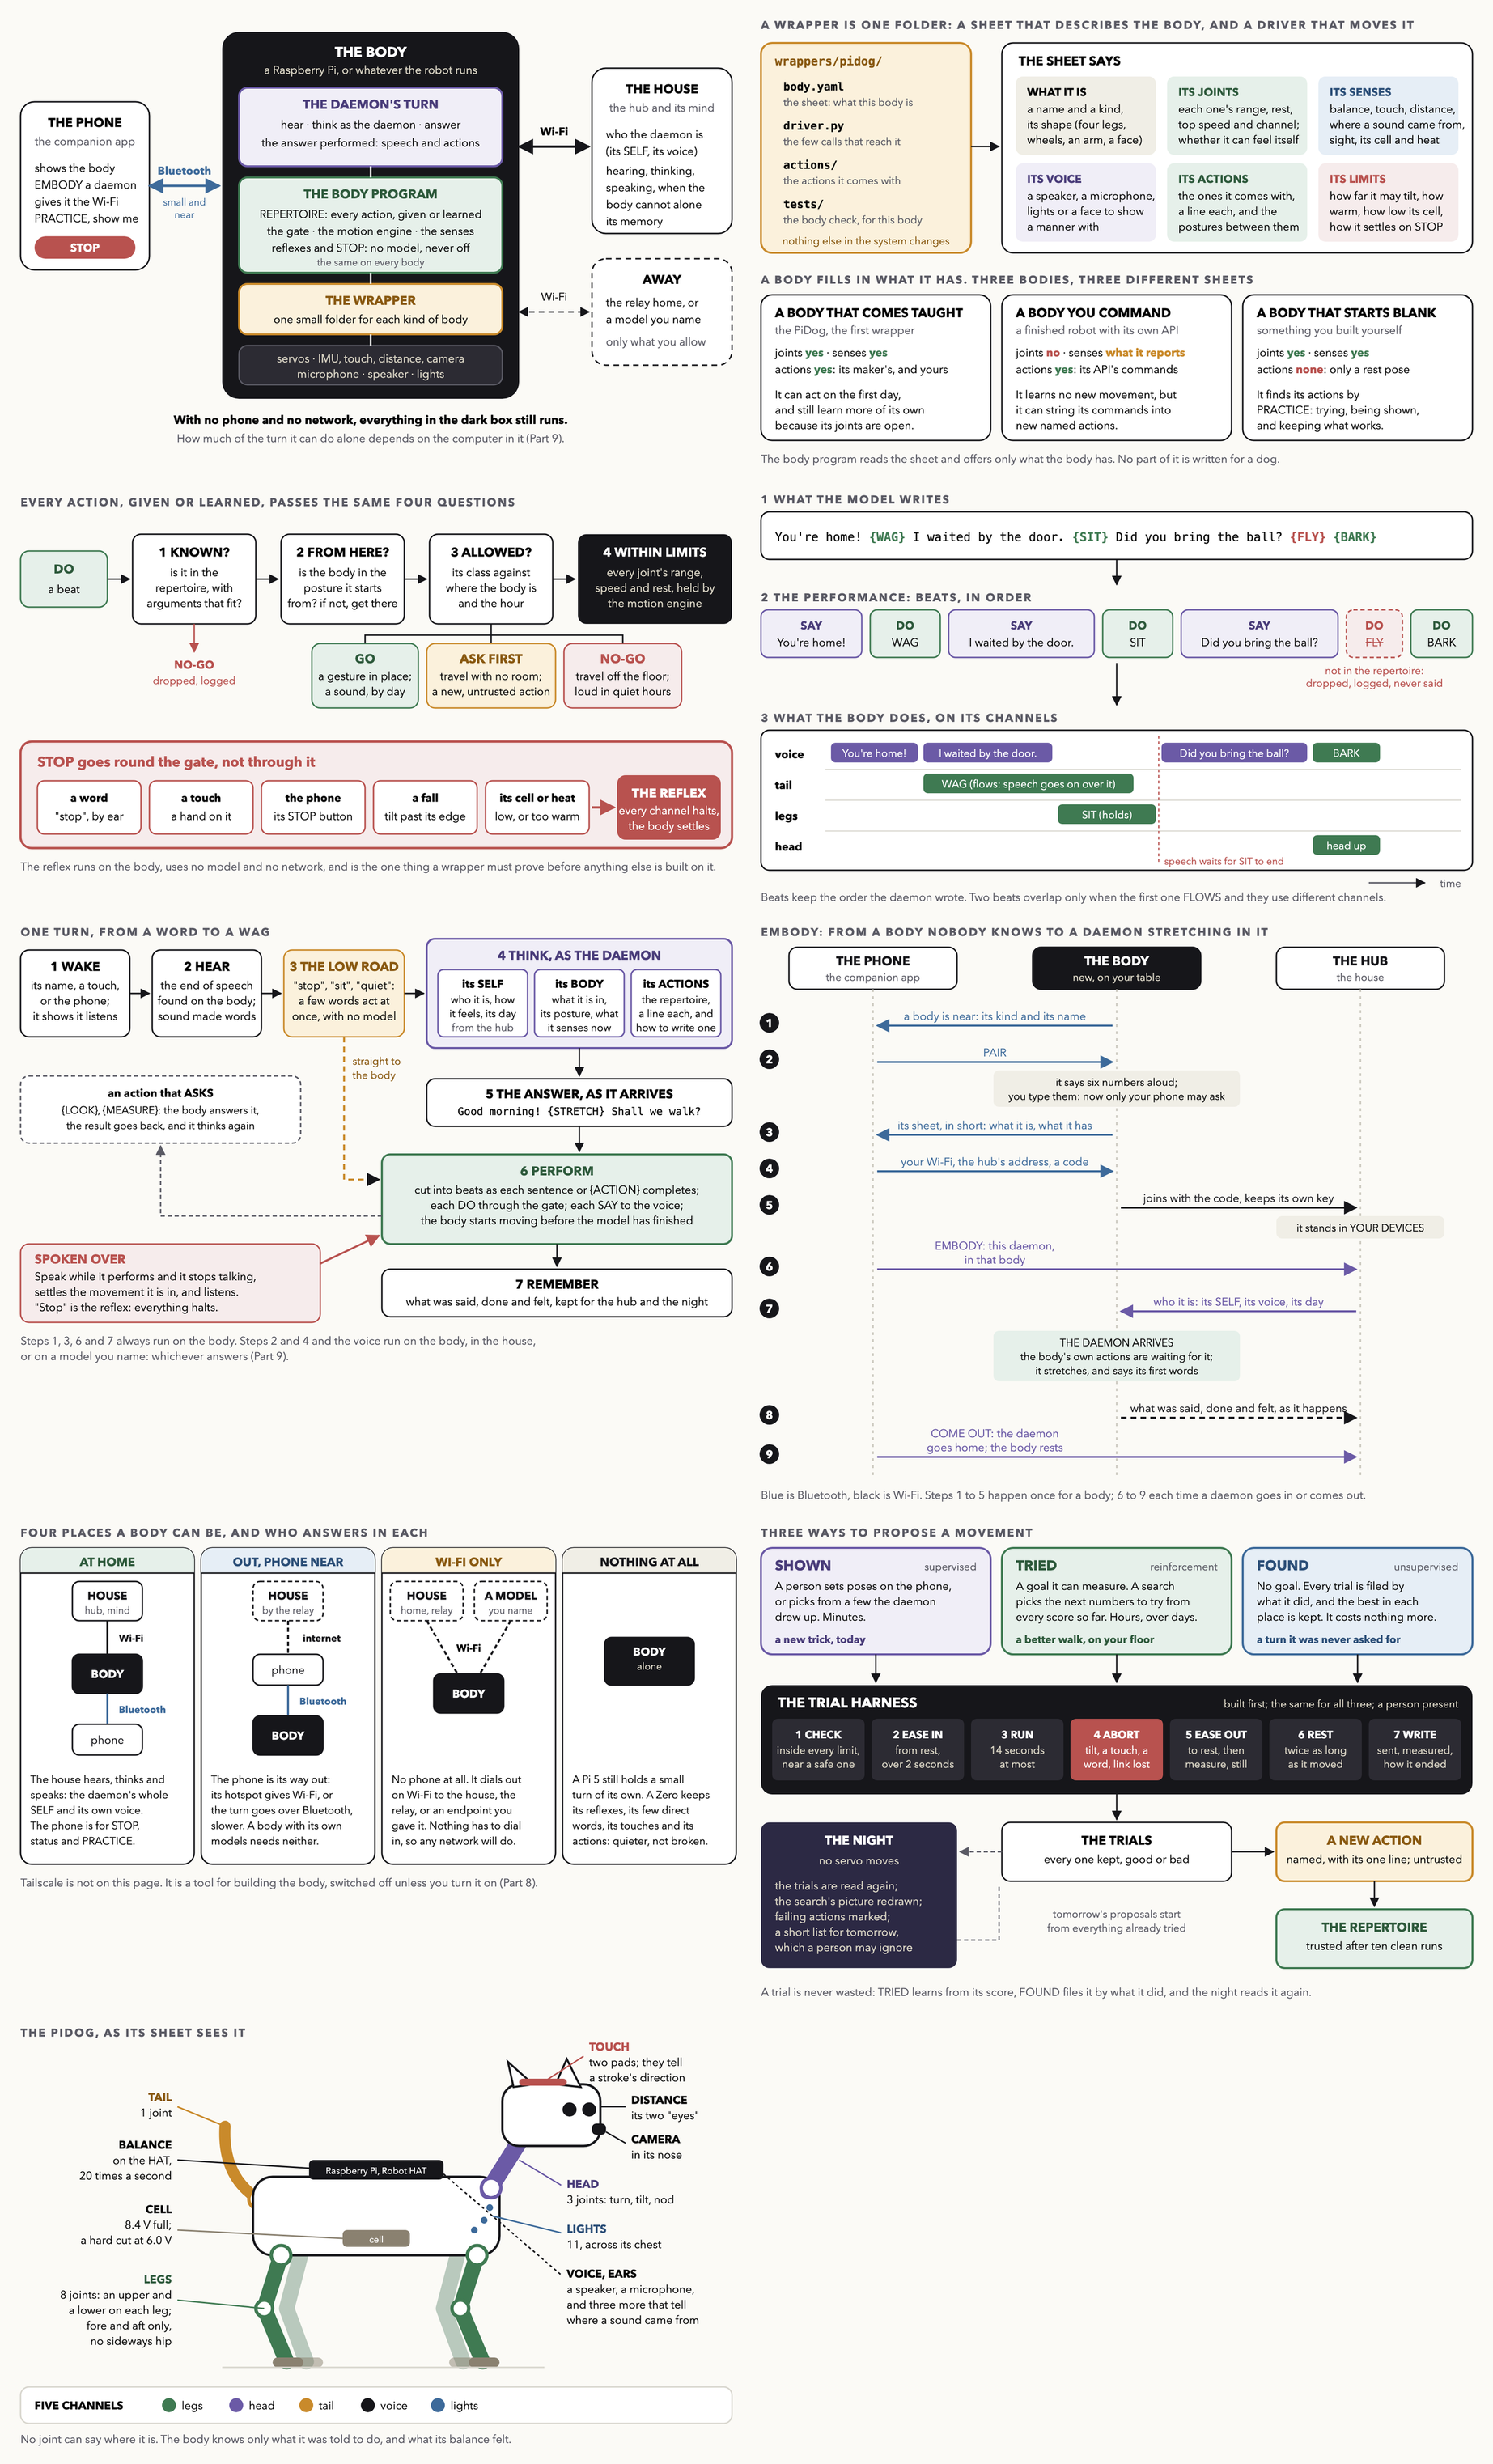 THE BODY
a Raspberry Pi, or whatever the robot runs
THE DAEMON'S TURN
hear · think as the daemon · answer
the answer performed: speech and actions
THE BODY PROGRAM
REPERTOIRE: every action, given or learned
the gate · the motion engine · the senses
reflexes and STOP: no model, never off
the same on every body
THE WRAPPER
one small folder for each kind of body
servos · IMU, touch, distance, camera
microphone · speaker · lights
THE PHONE
the companion app
shows the body
EMBODY a daemon
gives it the Wi-Fi
PRACTICE, show me
STOP
Bluetooth
small and
near
Wi-Fi
THE HOUSE
the hub and its mind
who the daemon is
(its SELF, its voice)
hearing, thinking,
speaking, when the
body cannot alone
its memory
Wi-Fi
AWAY
the relay home, or
a model you name
only what you allow
With no phone and no network, everything in the dark box still runs.
How much of the turn it can do alone depends on the computer in it (Part 9).
A WRAPPER IS ONE FOLDER: A SHEET THAT DESCRIBES THE BODY, AND A DRIVER THAT MOVES IT
wrappers/pidog/
body.yaml
the sheet: what this body is
driver.py
the few calls that reach it
actions/
the actions it comes with
tests/
the body check, for this body
nothing else in the system changes
THE SHEET SAYS
WHAT IT IS
a name and a kind,
its shape (four legs,
wheels, an arm, a face)
ITS JOINTS
each one's range, rest,
top speed and channel;
whether it can feel itself
ITS SENSES
balance, touch, distance,
where a sound came from,
sight, its cell and heat
ITS VOICE
a speaker, a microphone,
lights or a face to show
a manner with
ITS ACTIONS
the ones it comes with,
a line each, and the
postures between them
ITS LIMITS
how far it may tilt, how
warm, how low its cell,
how it settles on STOP
A BODY FILLS IN WHAT IT HAS. THREE BODIES, THREE DIFFERENT SHEETS
A BODY THAT COMES TAUGHT
the PiDog, the first wrapper
joints yes · senses yes
actions yes: its maker's, and yours
It can act on the first day,
and still learn more of its own
because its joints are open.
A BODY YOU COMMAND
a finished robot with its own API
joints no · senses what it reports
actions yes: its API's commands
It learns no new movement, but
it can string its commands into
new named actions.
A BODY THAT STARTS BLANK
something you built yourself
joints yes · senses yes
actions none: only a rest pose
It finds its actions by
PRACTICE: trying, being shown,
and keeping what works.
The body program reads the sheet and offers only what the body has. No part of it is written for a dog.
EVERY ACTION, GIVEN OR LEARNED, PASSES THE SAME FOUR QUESTIONS
DO
a beat
1 KNOWN?
is it in the
repertoire, with
arguments that fit?
2 FROM HERE?
is the body in the
posture it starts
from? if not, get there
3 ALLOWED?
its class against
where the body is
and the hour
4 WITHIN LIMITS
every joint's range,
speed and rest, held by
the motion engine
NO-GO
dropped, logged
GO
a gesture in place;
a sound, by day
ASK FIRST
travel with no room;
a new, untrusted action
NO-GO
travel off the floor;
loud in quiet hours
STOP goes round the gate, not through it
a word
"stop", by ear
a touch
a hand on it
the phone
its STOP button
a fall
tilt past its edge
its cell or heat
low, or too warm
THE REFLEX
every channel halts,
the body settles
The reflex runs on the body, uses no model and no network, and is the one thing a wrapper must prove before anything else is built on it.
1 WHAT THE MODEL WRITES
You're home! {WAG} I waited by the door. {SIT} Did you bring the ball? {FLY} {BARK}
2 THE PERFORMANCE: BEATS, IN ORDER
SAY
You're home!
DO
WAG
SAY
I waited by the door.
DO
SIT
SAY
Did you bring the ball?
DO
FLY
DO
BARK
not in the repertoire:
dropped, logged, never said
3 WHAT THE BODY DOES, ON ITS CHANNELS
voice
You're home!
I waited by the door.
Did you bring the ball?
BARK
tail
WAG (flows: speech goes on over it)
legs
SIT (holds)
head
head up
speech waits for SIT to end
time
Beats keep the order the daemon wrote. Two beats overlap only when the first one FLOWS and they use different channels.
ONE TURN, FROM A WORD TO A WAG
1 WAKE
its name, a touch,
or the phone;
it shows it listens
2 HEAR
the end of speech
found on the body;
sound made words
3 THE LOW ROAD
"stop", "sit", "quiet":
a few words act at
once, with no model
4 THINK, AS THE DAEMON
its SELF
who it is, how
it feels, its day
from the hub
its BODY
what it is in,
its posture, what
it senses now
its ACTIONS
the repertoire,
a line each, and
how to write one
straight to
the body
an action that ASKS
{LOOK}, {MEASURE}: the body answers it,
the result goes back, and it thinks again
5 THE ANSWER, AS IT ARRIVES
Good morning! {STRETCH} Shall we walk?
6 PERFORM
cut into beats as each sentence or {ACTION} completes;
each DO through the gate; each SAY to the voice;
the body starts moving before the model has finished
SPOKEN OVER
Speak while it performs and it stops talking,
settles the movement it is in, and listens.
"Stop" is the reflex: everything halts.
7 REMEMBER
what was said, done and felt, kept for the hub and the night
Steps 1, 3, 6 and 7 always run on the body. Steps 2 and 4 and the voice run on the body, in the house,
or on a model you name: whichever answers (Part 9).
EMBODY: FROM A BODY NOBODY KNOWS TO A DAEMON STRETCHING IN IT
THE PHONE
the companion app
THE BODY
new, on your table
THE HUB
the house
1
a body is near: its kind and its name
2
PAIR
it says six numbers aloud;
you type them: now only your phone may ask
3
its sheet, in short: what it is, what it has
4
your Wi-Fi, the hub's address, a code
5
joins with the code, keeps its own key
it stands in YOUR DEVICES
6
EMBODY: this daemon,
in that body
7
who it is: its SELF, its voice, its day
THE DAEMON ARRIVES
the body's own actions are waiting for it;
it stretches, and says its first words
8
what was said, done and felt, as it happens
9
COME OUT: the daemon
goes home; the body rests
Blue is Bluetooth, black is Wi-Fi. Steps 1 to 5 happen once for a body; 6 to 9 each time a daemon goes in or comes out.
FOUR PLACES A BODY CAN BE, AND WHO ANSWERS IN EACH
AT HOME
HOUSE
hub, mind
Wi-Fi
BODY
Bluetooth
phone
The house hears, thinks and
speaks: the daemon's whole
SELF and its own voice.
The phone is for STOP,
status and PRACTICE.
OUT, PHONE NEAR
HOUSE
by the relay
internet
phone
Bluetooth
BODY
The phone is its way out:
its hotspot gives Wi-Fi, or
the turn goes over Bluetooth,
slower. A body with its own
models needs neither.
WI-FI ONLY
HOUSE
home, relay
A MODEL
you name
Wi-Fi
BODY
No phone at all. It dials out
on Wi-Fi to the house, the
relay, or an endpoint you
gave it. Nothing has to dial
in, so any network will do.
NOTHING AT ALL
BODY
alone
A Pi 5 still holds a small
turn of its own. A Zero keeps
its reflexes, its few direct
words, its touches and its
actions: quieter, not broken.
Tailscale is not on this page. It is a tool for building the body, switched off unless you turn it on (Part 8).
THREE WAYS TO PROPOSE A MOVEMENT
SHOWN
supervised
A person sets poses on the phone,
or picks from a few the daemon
drew up. Minutes.
a new trick, today
TRIED
reinforcement
A goal it can measure. A search
picks the next numbers to try from
every score so far. Hours, over days.
a better walk, on your floor
FOUND
unsupervised
No goal. Every trial is filed by
what it did, and the best in each
place is kept. It costs nothing more.
a turn it was never asked for
THE TRIAL HARNESS
built first; the same for all three; a person present
1 CHECK
inside every limit,
near a safe one
2 EASE IN
from rest,
over 2 seconds
3 RUN
14 seconds
at most
4 ABORT
tilt, a touch, a
word, link lost
5 EASE OUT
to rest, then
measure, still
6 REST
twice as long
as it moved
7 WRITE
sent, measured,
how it ended
THE NIGHT
no servo moves
the trials are read again;
the search's picture redrawn;
failing actions marked;
a short list for tomorrow,
which a person may ignore
THE TRIALS
every one kept, good or bad
A NEW ACTION
named, with its one line; untrusted
tomorrow's proposals start
from everything already tried
THE REPERTOIRE
trusted after ten clean runs
A trial is never wasted: TRIED learns from its score, FOUND files it by what it did, and the night reads it again.
THE PIDOG, AS ITS SHEET SEES IT
TOUCH
two pads; they tell
a stroke's direction
TAIL
1 joint
DISTANCE
its two "eyes"
BALANCE
on the HAT,
20 times a second
CAMERA
in its nose
Raspberry Pi, Robot HAT
HEAD
3 joints: turn, tilt, nod
CELL
8.4 V full;
a hard cut at 6.0 V
cell
LIGHTS
11, across its chest
LEGS
8 joints: an upper and
a lower on each leg;
fore and aft only,
no sideways hip
VOICE, EARS
a speaker, a microphone,
and three more that tell
where a sound came from
FIVE CHANNELS
legs
head
tail
voice
lights
No joint can say where it is. The body knows only what it was told to do, and what its balance felt.